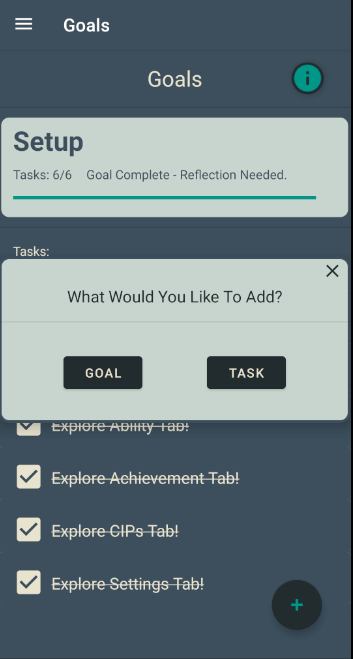 Goals
Goals
Setup
Tasks: 6/6 Goal Complete - Reflection Needed.
Tasks:
What Would You Like To Add?
GOAL TASK
Explore Ability Tab!
Explore Achievement Tab!
Explore CIPs Tab!
Explore Settings Tab!